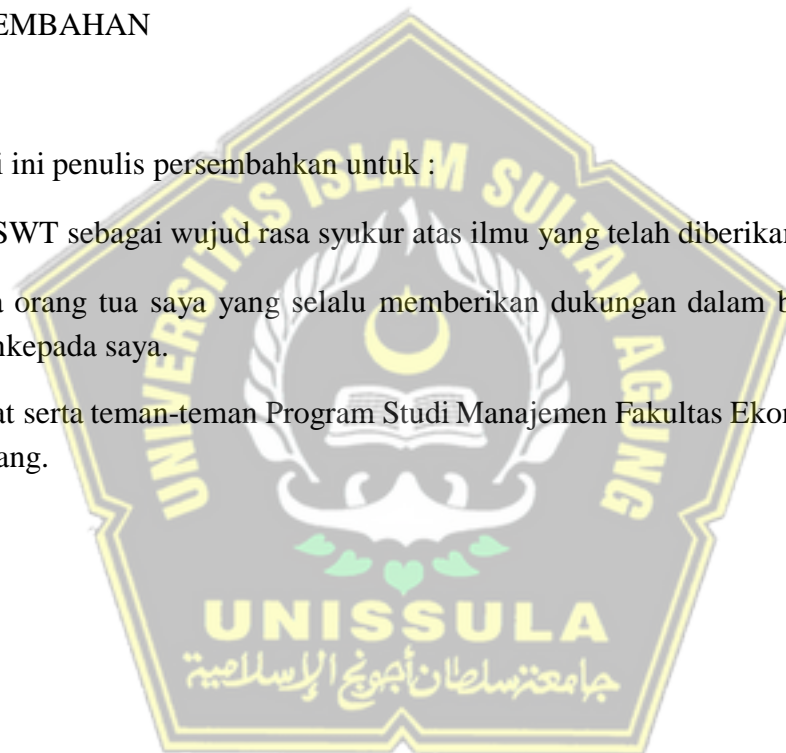 EMBAHAN
i ini penulis persembahkan untuk :
SWT sebagai wujud rasa syukur atas ilmu yang telah diberikan
a orang tua saya yang selalu memberikan dukungan dalam b
nkepada saya.
at serta teman-teman Program Studi Manajemen Fakultas Ekon
ang.
UNIVERSITAS ISLAM SULTAN AGUNG
UNISSULA
جامعتنسلطان أجونج الإسلامية